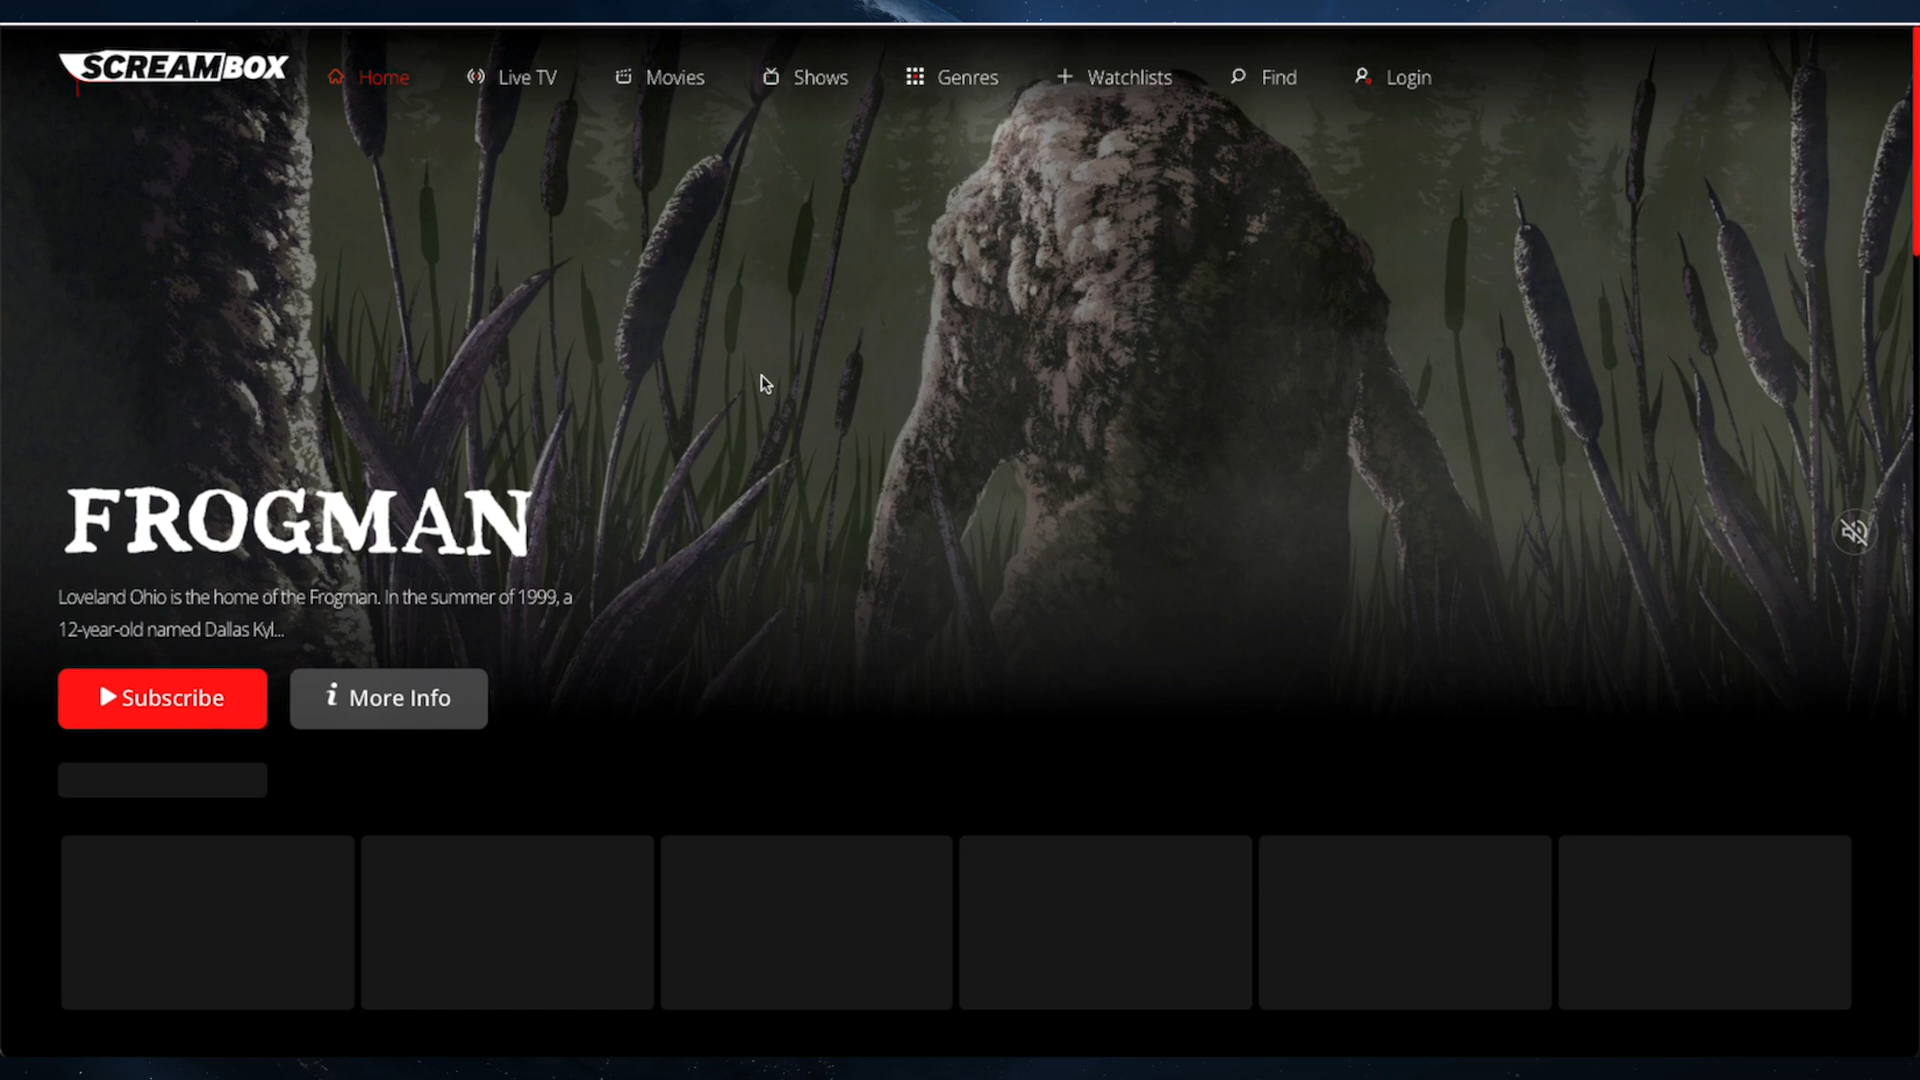 SCREAMBOX
Home
Live TV
Movies
Shows
Genres
Watchlists
Find
Login
FROGMAN
Loveland Ohio is the home of the Frogman. In the summer of 1999, a
12-year-old named Dallas Kyl...
Subscribe
More Info